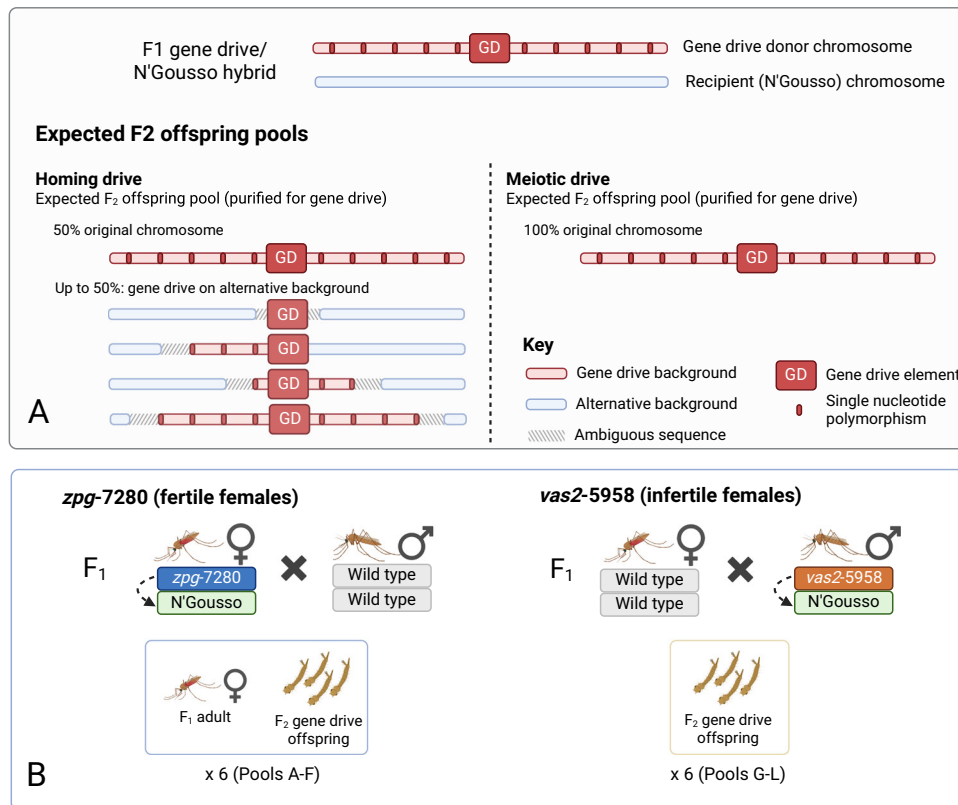 F1 gene drive/
N'Gousso hybrid
GD
Gene drive donor chromosome
Recipient (N'Gousso) chromosome
Expected F2 offspring pools
Homing drive
Expected F₂ offspring pool (purified for gene drive)
50% original chromosome
GD
Up to 50%: gene drive on alternative background
GD
GD
GD
GD
Meiotic drive
Expected F₂ offspring pool (purified for gene drive)
100% original chromosome
GD
Key
Gene drive background
Alternative background
Ambiguous sequence
GD
Gene drive element
Single nucleotide
polymorphism
A
zpg-7280 (fertile females)
F₁
zpg-7280
N'Gousso
Wild type
Wild type
F₁ adult
F₂ gene drive
offspring
x 6 (Pools A-F)
vas2-5958 (infertile females)
F₁
Wild type
Wild type
vas2-5958
N'Gousso
F₂ gene drive
offspring
x 6 (Pools G-L)
B